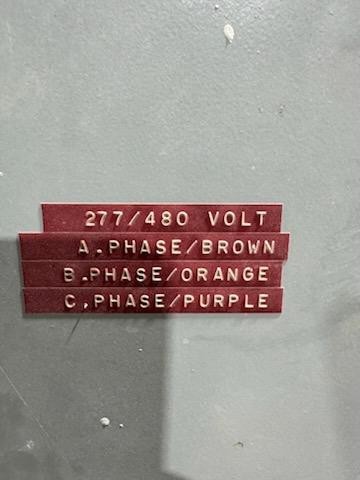 277/480 VOLT
A.PHASE/BROWN
B.PHASE/ORANGE
C.PHASE/PURPLE